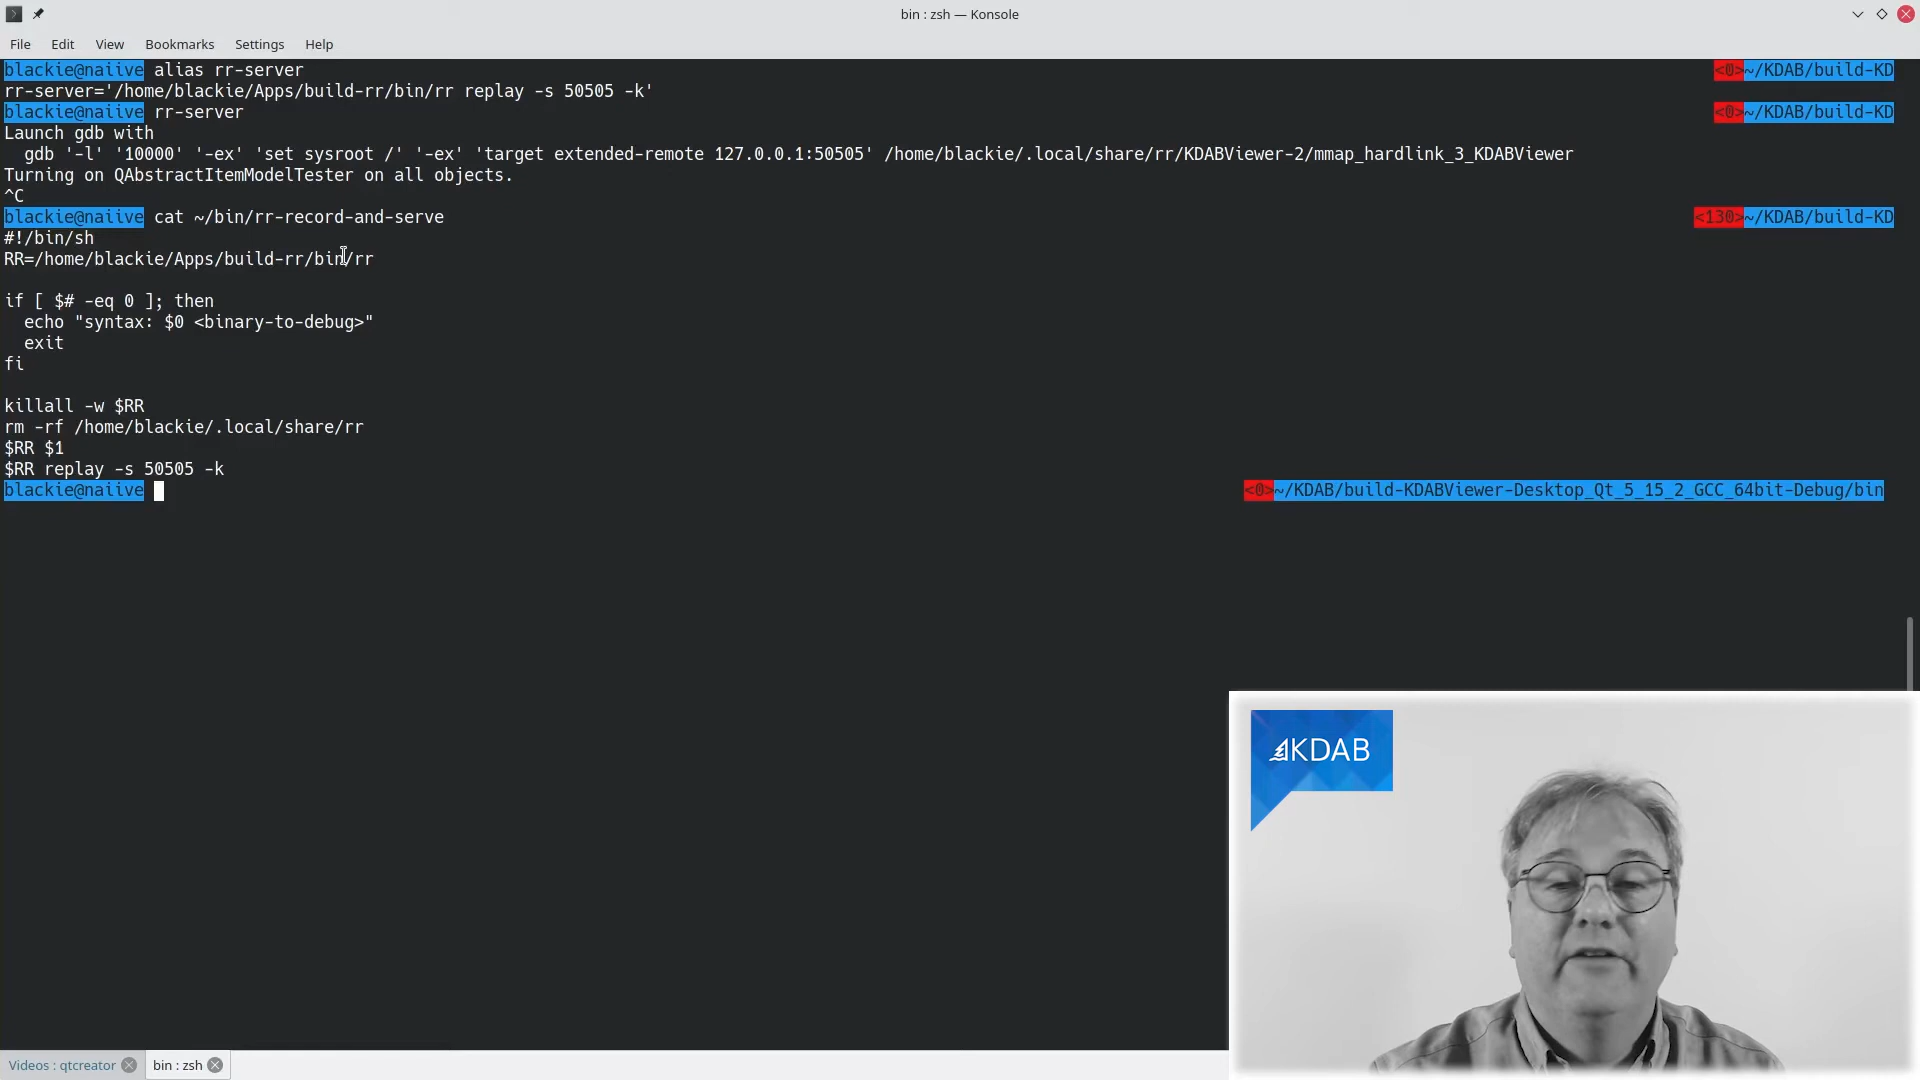 bin : zsh — Konsole
File Edit View Bookmarks Settings Help
blackie@naiive alias rr-server <0>~/KDAB/build-KD
rr-server='/home/blackie/Apps/build-rr/bin/rr replay -s 50505 -k'
blackie@naiive rr-server <0>~/KDAB/build-KD
Launch gdb with
  gdb '-l' '10000' '-ex' 'set sysroot /' '-ex' 'target extended-remote 127.0.0.1:50505' /home/blackie/.local/share/rr/KDABViewer-2/mmap_hardlink_3_KDABViewer
Turning on QAbstractItemModelTester on all objects.
^C
blackie@naiive cat ~/bin/rr-record-and-serve <130>~/KDAB/build-KD
#!/bin/sh
RR=/home/blackie/Apps/build-rr/bin/rr
if [ $# -eq 0 ]; then
  echo "syntax: $0 <binary-to-debug>"
  exit
fi
killall -w $RR
rm -rf /home/blackie/.local/share/rr
$RR $1
$RR replay -s 50505 -k
blackie@naiive <0>~/KDAB/build-KDABViewer-Desktop_Qt_5_15_2_GCC_64bit-Debug/bin
KDAB
Videos : qtcreator
bin : zsh